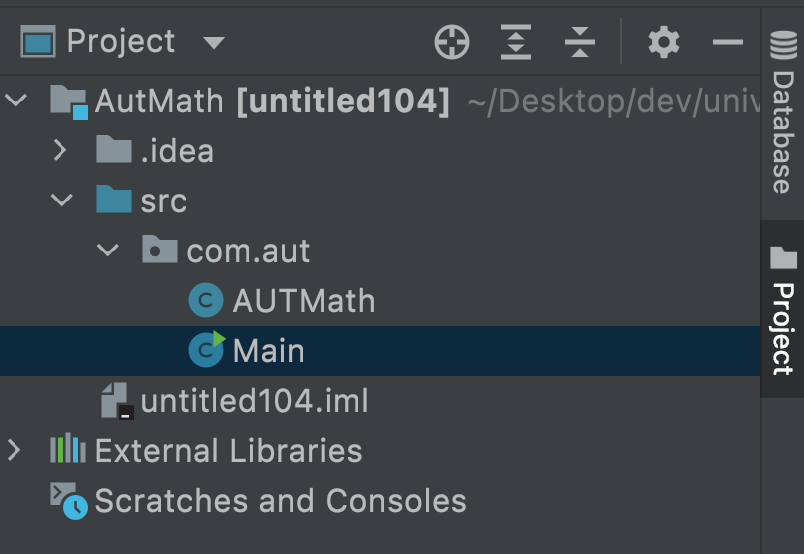 Project
AutMath [untitled104] ~/Desktop/dev/univ
.idea
src
com.aut
AUTMath
Main
untitled104.iml
External Libraries
Scratches and Consoles
Database
Project